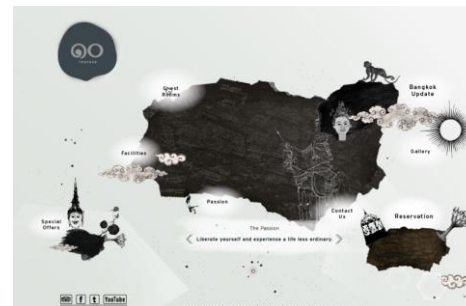 Guest
Rooms
Bangkok
Update
Facilities
Gallery
Passion
Special
Offers
Contact
Us
Reservation
The Passion
Liberate yourself and experience a life less ordinary.
f
t
YouTube